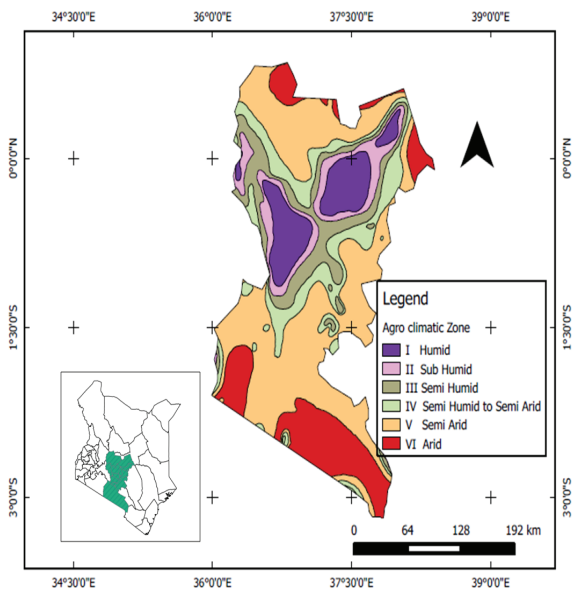 34°30'0"E 36°0'0"E 37°30'0"E 39°0'0"E
0°0'0"N
0°0'0"N
1°30'0"S
1°30'0"S
3°0'0"S
3°0'0"S
Legend
Agro climatic Zone
I Humid
II Sub Humid
III Semi Humid
IV Semi Humid to Semi Arid
V Semi Arid
VI Arid
0 64 128 192 km
34°30'0"E 36°0'0"E 37°30'0"E 39°0'0"E